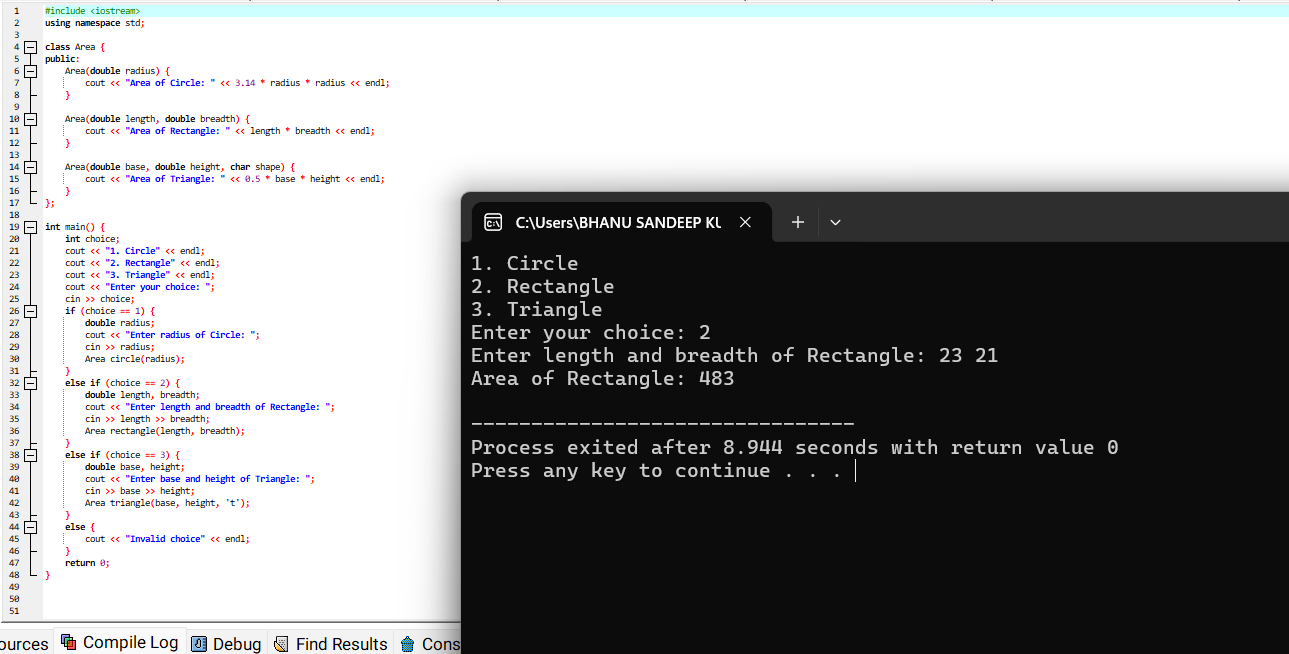 1 #include <iostream>
2 using namespace std;
3
4 class Area {
5 public:
6     Area(double radius) {
7         cout << "Area of Circle: " << 3.14 * radius * radius << endl;
8     }
9
10     Area(double length, double breadth) {
11         cout << "Area of Rectangle: " << length * breadth << endl;
12     }
13
14     Area(double base, double height, char shape) {
15         cout << "Area of Triangle: " << 0.5 * base * height << endl;
16     }
17 };
18
19 int main() {
20     int choice;
21     cout << "1. Circle" << endl;
22     cout << "2. Rectangle" << endl;
23     cout << "3. Triangle" << endl;
24     cout << "Enter your choice: ";
25     cin >> choice;
26     if (choice == 1) {
27         double radius;
28         cout << "Enter radius of Circle: ";
29         cin >> radius;
30         Area circle(radius);
31     }
32     else if (choice == 2) {
33         double length, breadth;
34         cout << "Enter length and breadth of Rectangle: ";
35         cin >> length >> breadth;
36         Area rectangle(length, breadth);
37     }
38     else if (choice == 3) {
39         double base, height;
40         cout << "Enter base and height of Triangle: ";
41         cin >> base >> height;
42         Area triangle(base, height, 't');
43     }
44     else {
45         cout << "Invalid choice" << endl;
46     }
47     return 0;
48 }
49
50
51
C:\Users\BHANU SANDEEP KU
1. Circle
2. Rectangle
3. Triangle
Enter your choice: 2
Enter length and breadth of Rectangle: 23 21
Area of Rectangle: 483
--------------------------------
Process exited after 8.944 seconds with return value 0
Press any key to continue . . .
ources Compile Log Debug Find Results Cons